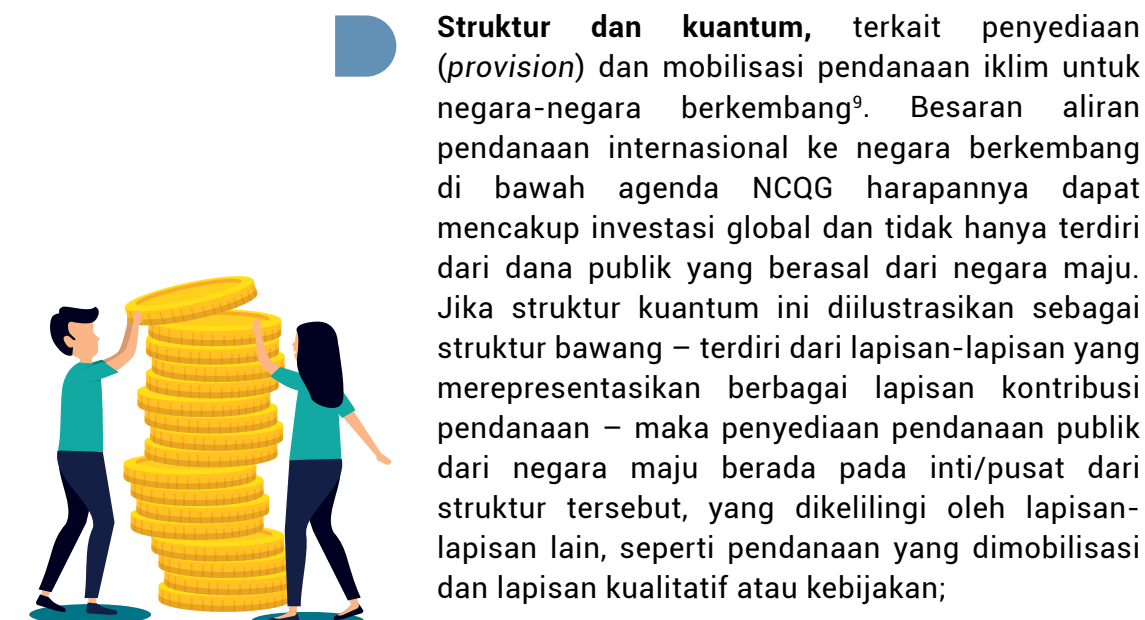 Struktur dan kuantum, terkait penyediaan
(provision) dan mobilisasi pendanaan iklim untuk
negara-negara berkembang⁹. Besaran aliran
pendanaan internasional ke negara berkembang
di bawah agenda NCQG harapannya dapat
mencakup investasi global dan tidak hanya terdiri
dari dana publik yang berasal dari negara maju.
Jika struktur kuantum ini diilustrasikan sebagai
struktur bawang – terdiri dari lapisan-lapisan yang
merepresentasikan berbagai lapisan kontribusi
pendanaan – maka penyediaan pendanaan publik
dari negara maju berada pada inti/pusat dari
struktur tersebut, yang dikelilingi oleh lapisan-
lapisan lain, seperti pendanaan yang dimobilisasi
dan lapisan kualitatif atau kebijakan;